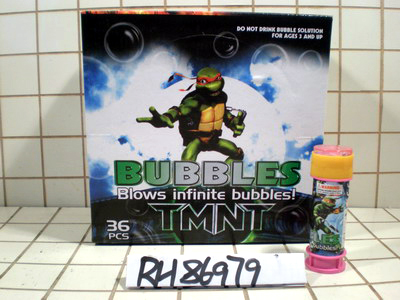 DO NOT DRINK BUBBLE SOLUTION
FOR AGES 3 AND UP
BUBBLES
Blows infinite bubbles!
TMNT
36
PCS
RH86979